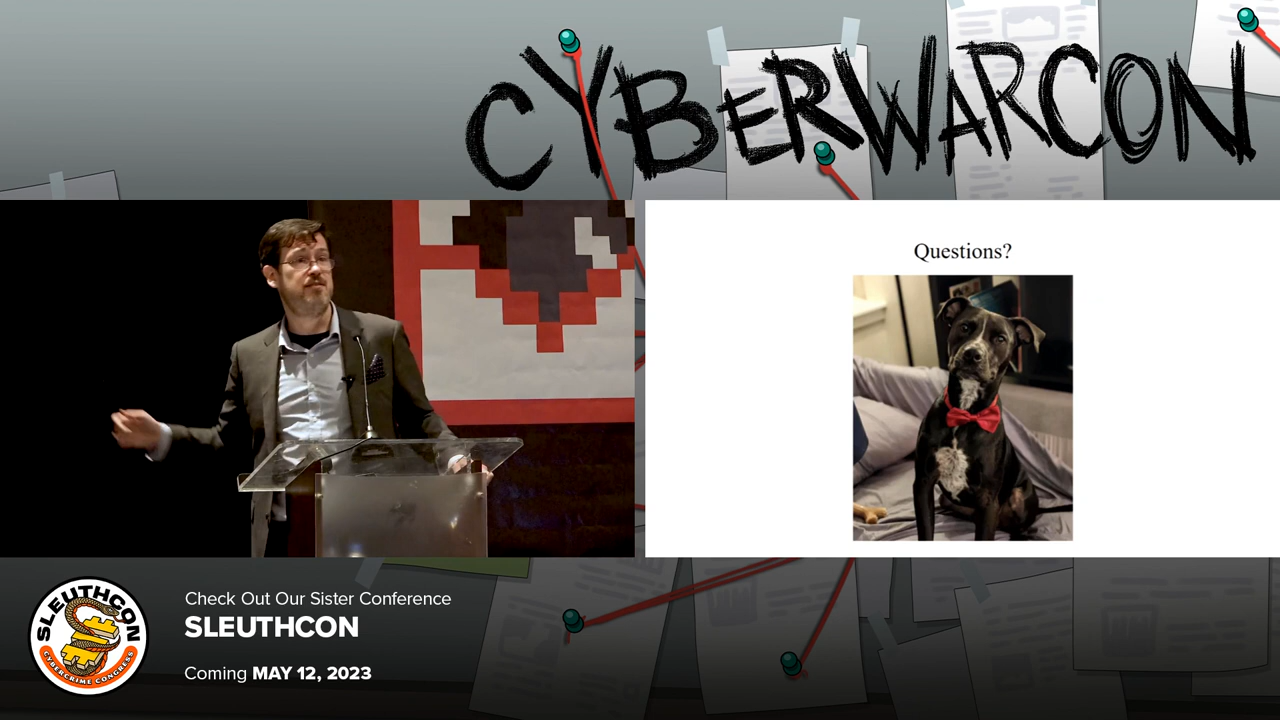 CYBERWARCON
Questions?
SLEUTHCON
CYBERCRIME CONGRESS
Check Out Our Sister Conference
SLEUTHCON
Coming MAY 12, 2023